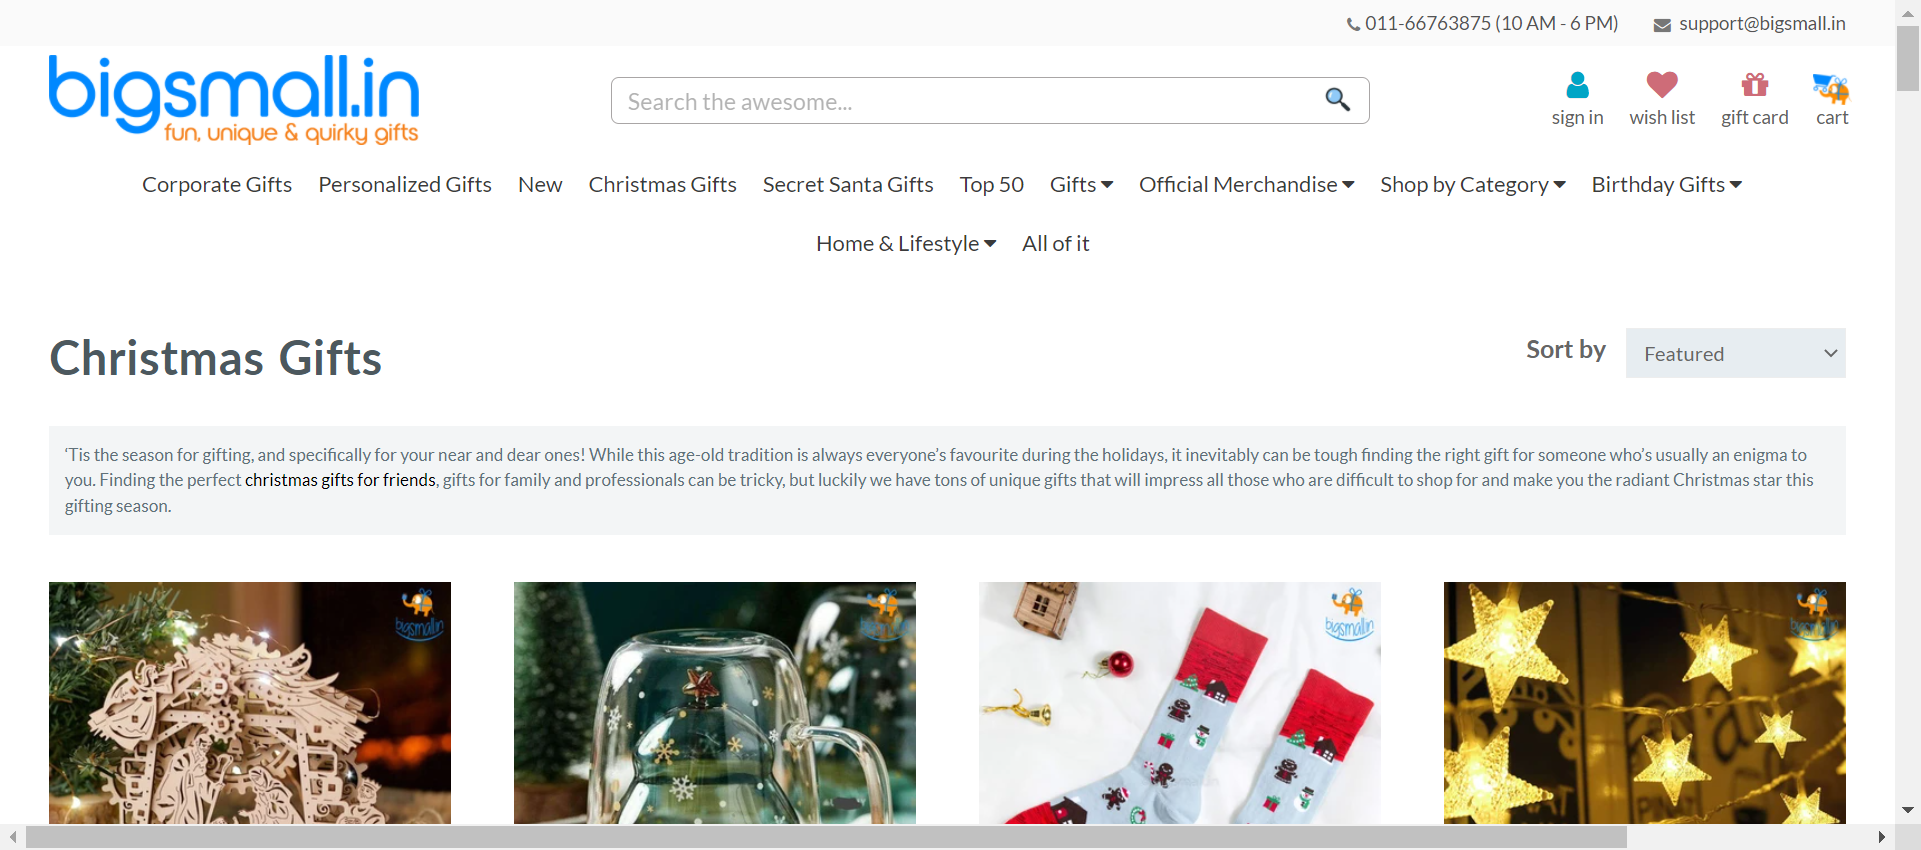 011-66763875 (10 AM - 6 PM) support@bigsmall.in
bigsmall.in
fun, unique & quirky gifts
Search the awesome...
sign in wish list gift card cart
Corporate Gifts Personalized Gifts New Christmas Gifts Secret Santa Gifts Top 50 Gifts Official Merchandise Shop by Category Birthday Gifts
Home & Lifestyle All of it
Christmas Gifts
Sort by Featured
‘Tis the season for gifting, and specifically for your near and dear ones! While this age-old tradition is always everyone’s favourite during the holidays, it inevitably can be tough finding the right gift for someone who’s usually an enigma to
you. Finding the perfect christmas gifts for friends, gifts for family and professionals can be tricky, but luckily we have tons of unique gifts that will impress all those who are difficult to shop for and make you the radiant Christmas star this
gifting season.
bigsmall.in bigsmall.in bigsmall.in bigsmall.in